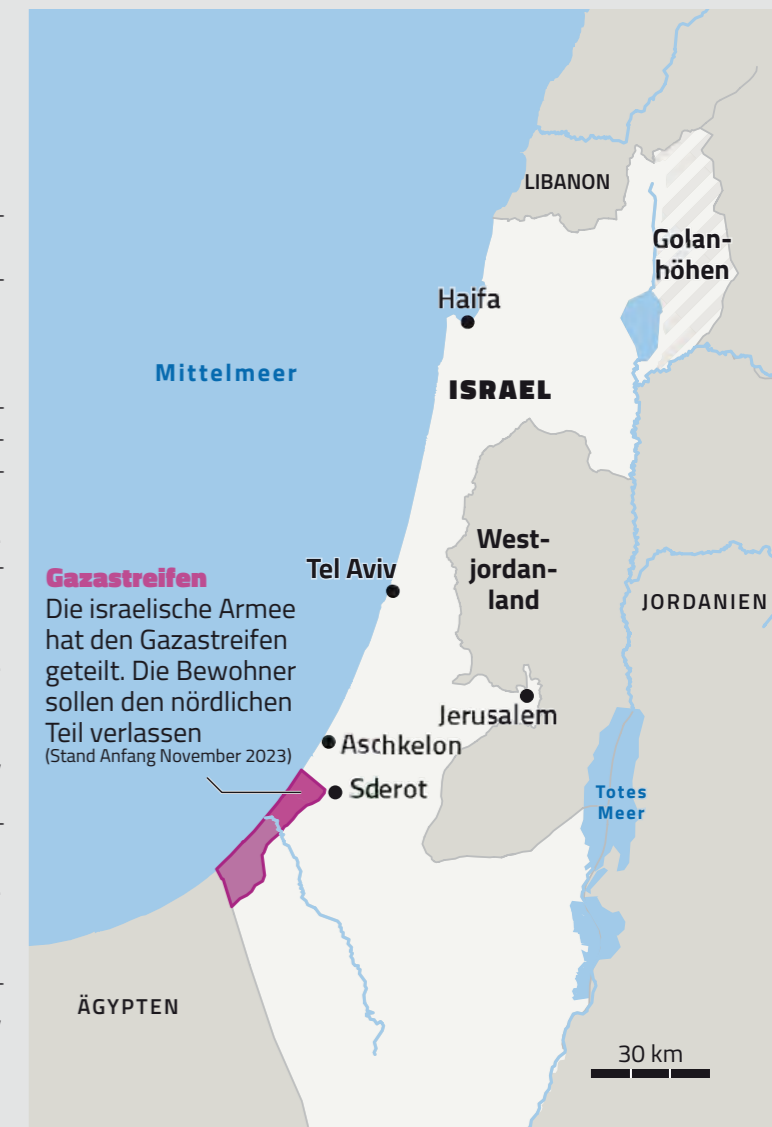 LIBANON
Golan-
höhen
Haifa
Mittelmeer
ISRAEL
West-
jordan-
land
Tel Aviv
JORDANIEN
Gazastreifen
Die israelische Armee
hat den Gazastreifen
geteilt. Die Bewohner
sollen den nördlichen
Teil verlassen
(Stand Anfang November 2023)
Jerusalem
Aschkelon
Sderot
Totes
Meer
ÄGYPTEN
30 km